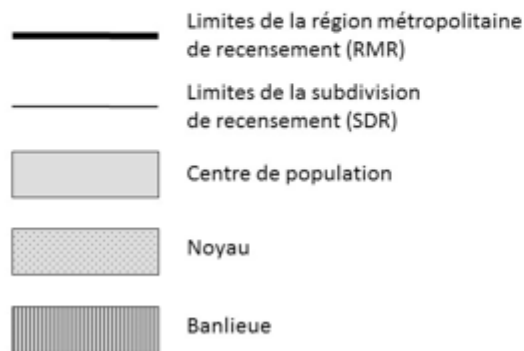 Limites de la région métropolitaine
de recensement (RMR)
Limites de la subdivision
de recensement (SDR)
Centre de population
Noyau
Banlieue